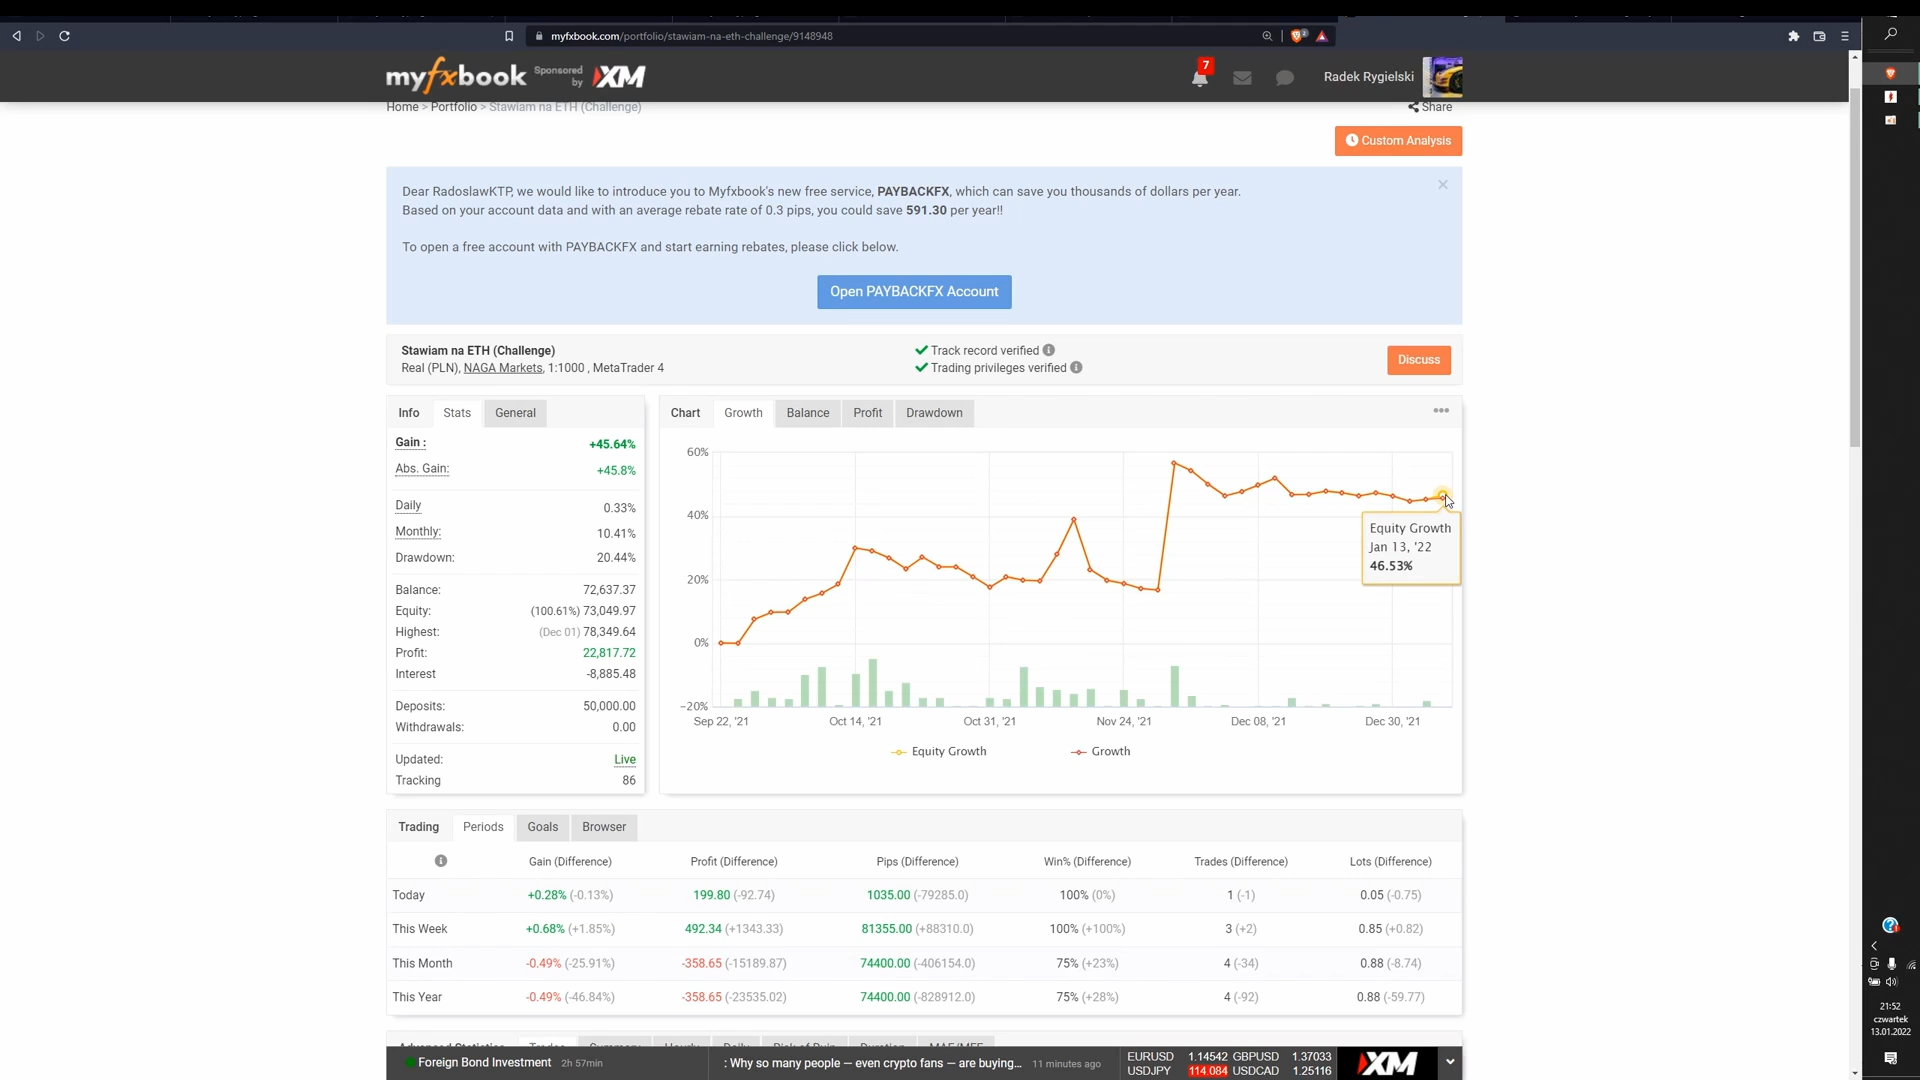 myfxbook.com/portfolio/stawiam-na-eth-challenge/9148948
myfxbook Sponsored by XM
7
Radek Rygielski
Home > Portfolio > Stawiam na ETH (Challenge)
Share
Custom Analysis
Dear RadoslawKTP, we would like to introduce you to Myfxbook's new free service, PAYBACKFX, which can save you thousands of dollars per year.
Based on your account data and with an average rebate rate of 0.3 pips, you could save 591.30 per year!!
To open a free account with PAYBACKFX and start earning rebates, please click below.
Open PAYBACKFX Account
Stawiam na ETH (Challenge)
Real (PLN), NAGA Markets, 1:1000 , MetaTrader 4
Track record verified
Trading privileges verified
Discuss
Info Stats General
Gain : +45.64%
Abs. Gain: +45.8%
Daily 0.33%
Monthly: 10.41%
Drawdown: 20.44%
Balance: 72,637.37
Equity: (100.61%) 73,049.97
Highest: (Dec 01) 78,349.64
Profit: 22,817.72
Interest -8,885.48
Deposits: 50,000.00
Withdrawals: 0.00
Updated: Live
Tracking 86
Chart Growth Balance Profit Drawdown
60%
40%
20%
0%
-20%
Sep 22, '21 Oct 14, '21 Oct 31, '21 Nov 24, '21 Dec 08, '21 Dec 30, '21
Equity Growth
Jan 13, '22
46.53%
Equity Growth Growth
Trading Periods Goals Browser
Gain (Difference) Profit (Difference) Pips (Difference) Win% (Difference) Trades (Difference) Lots (Difference)
Today +0.28% (-0.13%) 199.80 (-92.74) 1035.00 (-79285.0) 100% (0%) 1 (-1) 0.05 (-0.75)
This Week +0.68% (+1.85%) 492.34 (+1343.33) 81355.00 (+88310.0) 100% (+100%) 3 (+2) 0.85 (+0.82)
This Month -0.49% (-25.91%) -358.65 (-15189.87) 74400.00 (-406154.0) 75% (+23%) 4 (-34) 0.88 (-8.74)
This Year -0.49% (-46.84%) -358.65 (-23535.02) 74400.00 (-828912.0) 75% (+28%) 4 (-92) 0.88 (-59.77)
Foreign Bond Investment 2h 57min
: Why so many people — even crypto fans — are buying... 11 minutes ago
EURUSD 1.14542 GBPUSD 1.37033
USDJPY 114.084 USDCAD 1.25116
XM
21:52
czwartek
13.01.2022